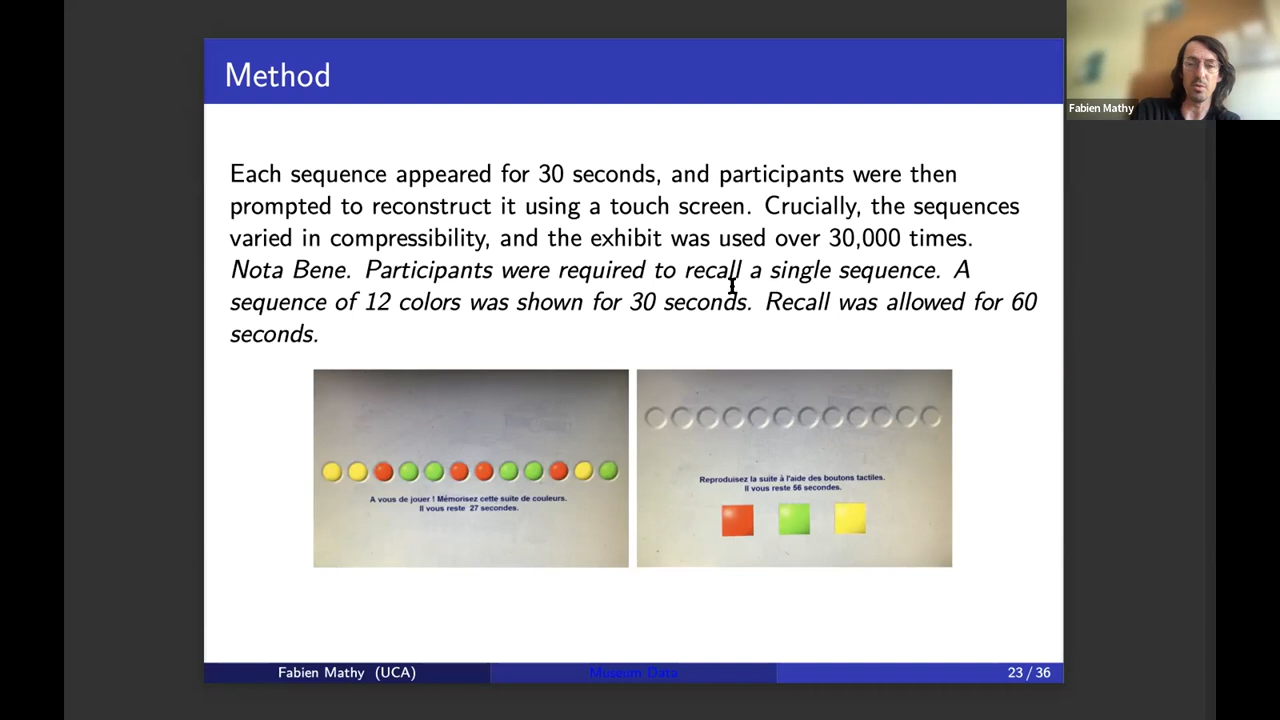 Method
Fabien Mathy
Each sequence appeared for 30 seconds, and participants were then
prompted to reconstruct it using a touch screen. Crucially, the sequences
varied in compressibility, and the exhibit was used over 30,000 times.
Nota Bene. Participants were required to recall a single sequence. A
sequence of 12 colors was shown for 30 seconds. Recall was allowed for 60
seconds.
A vous de jouer ! Mémorisez cette suite de couleurs.
Il vous reste 27 secondes.
Reproduisez la suite à l'aide des boutons tactiles.
Il vous reste 56 secondes.
Fabien Mathy (UCA)
Museum Data
23 / 36